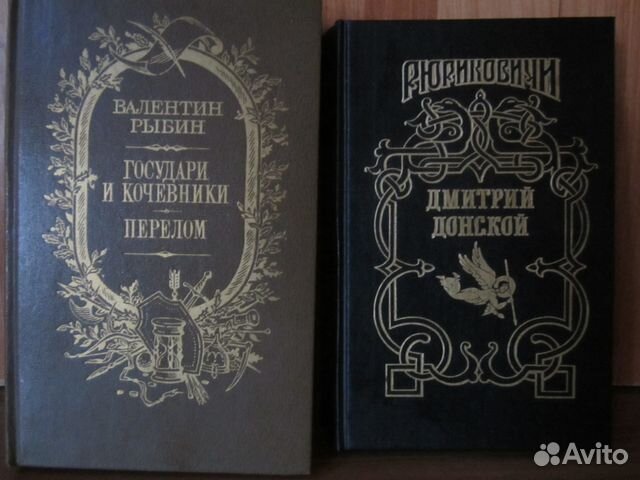 ВАЛЕНТИН
РЫБИН
ГОСУДАРИ
И КОЧЕВНИКИ
ПЕРЕЛОМ
РЮРИКОВИЧИ
ДМИТРИЙ
ДОНСКОЙ
Avito